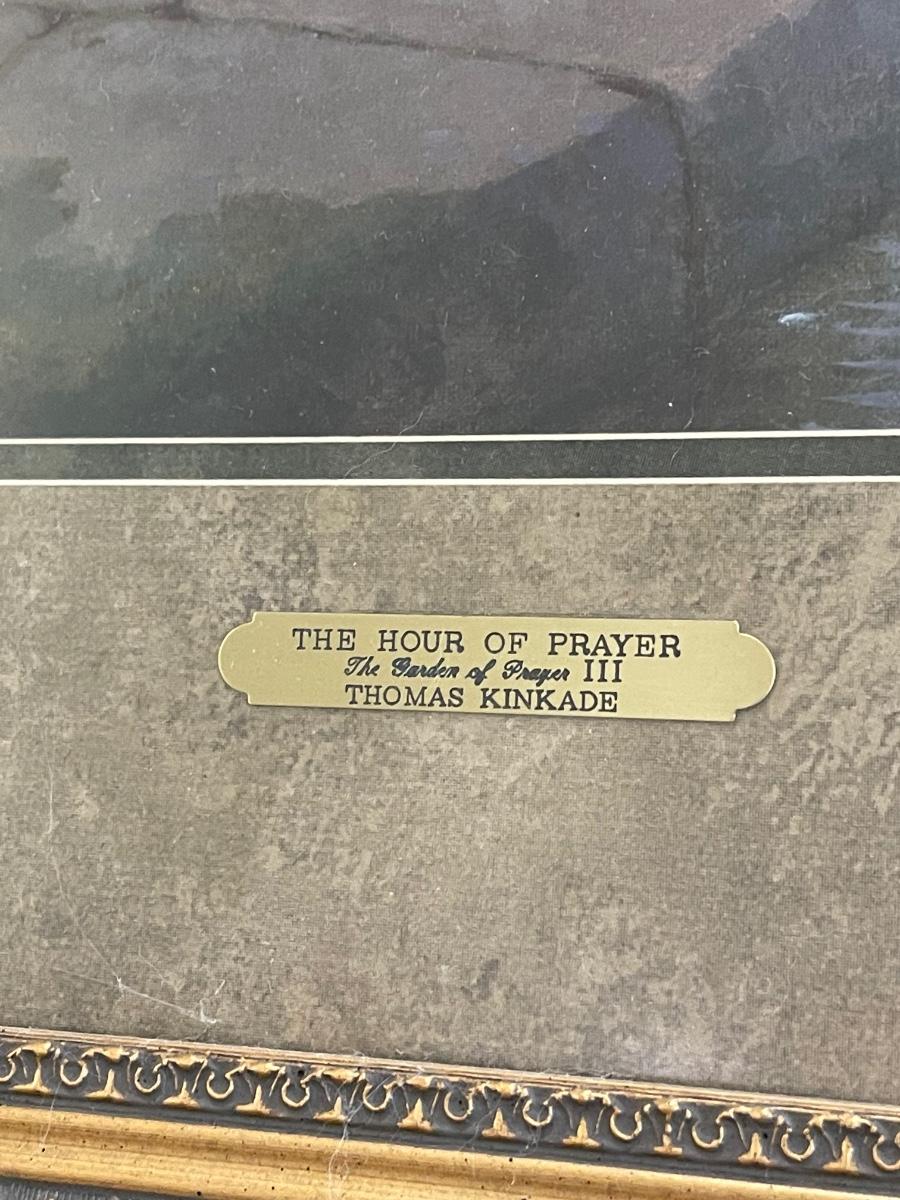 THE HOUR OF PRAYER
The Garden of Prayer III
THOMAS KINKADE